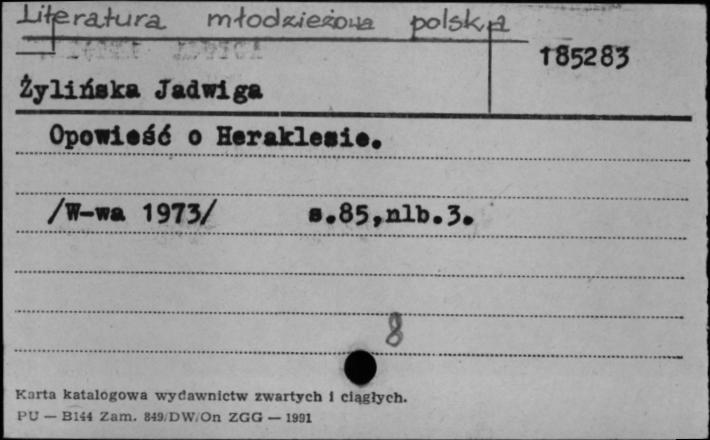 Literatura młodzieżowa polska
185283
Żylińska Jadwiga
Opowieść o Heraklesie.
/W-wa 1973/ s.85,nlb.3.
8
Karta katalogowa wydawnictw zwartych i ciągłych.
PU — B144 Zam. 849/DW/On ZGG — 1991